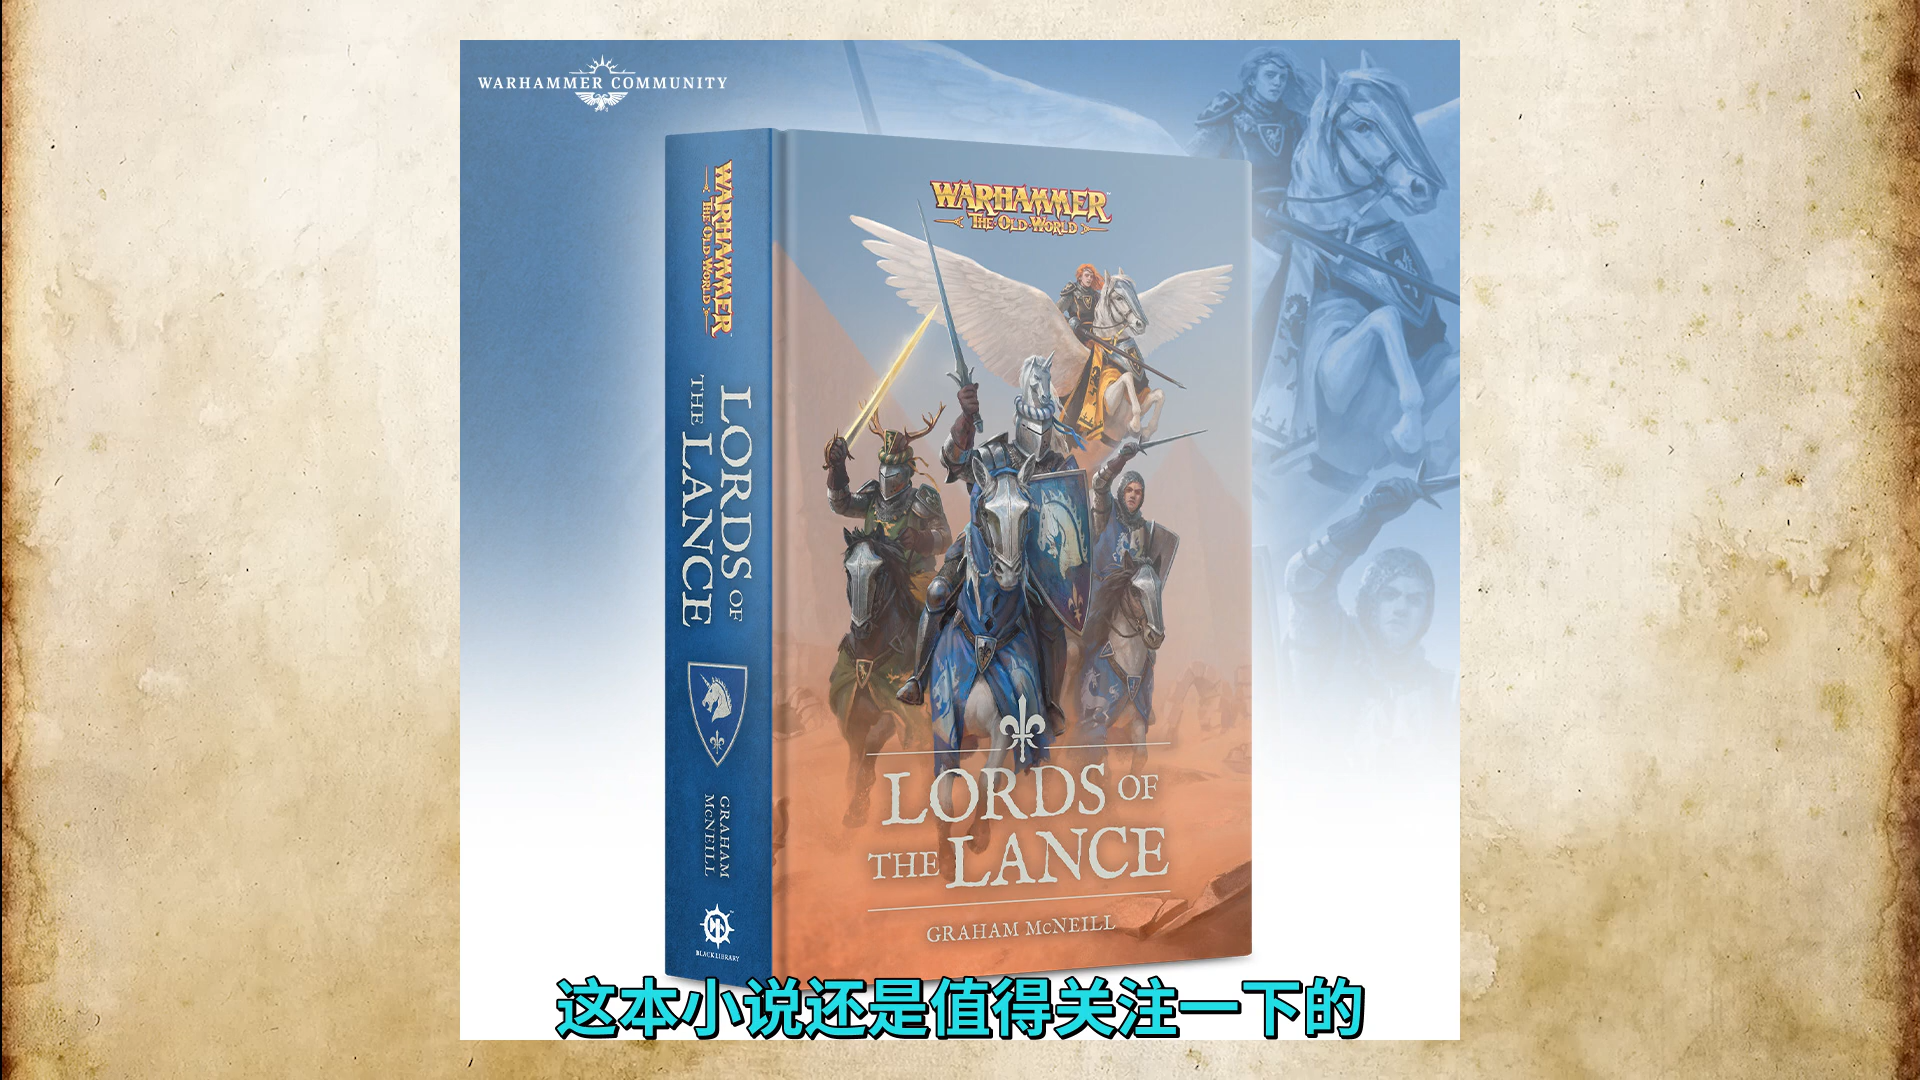 WARHAMMER COMMUNITY
WARHAMMER
THE OLD WORLD
LORDS OF
THE LANCE
GRAHAM
McNEILL
BLACK LIBRARY
WARHAMMER™
THE OLD WORLD
LORDS OF
THE LANCE
GRAHAM McNEILL
这本小说还是值得关注一下的